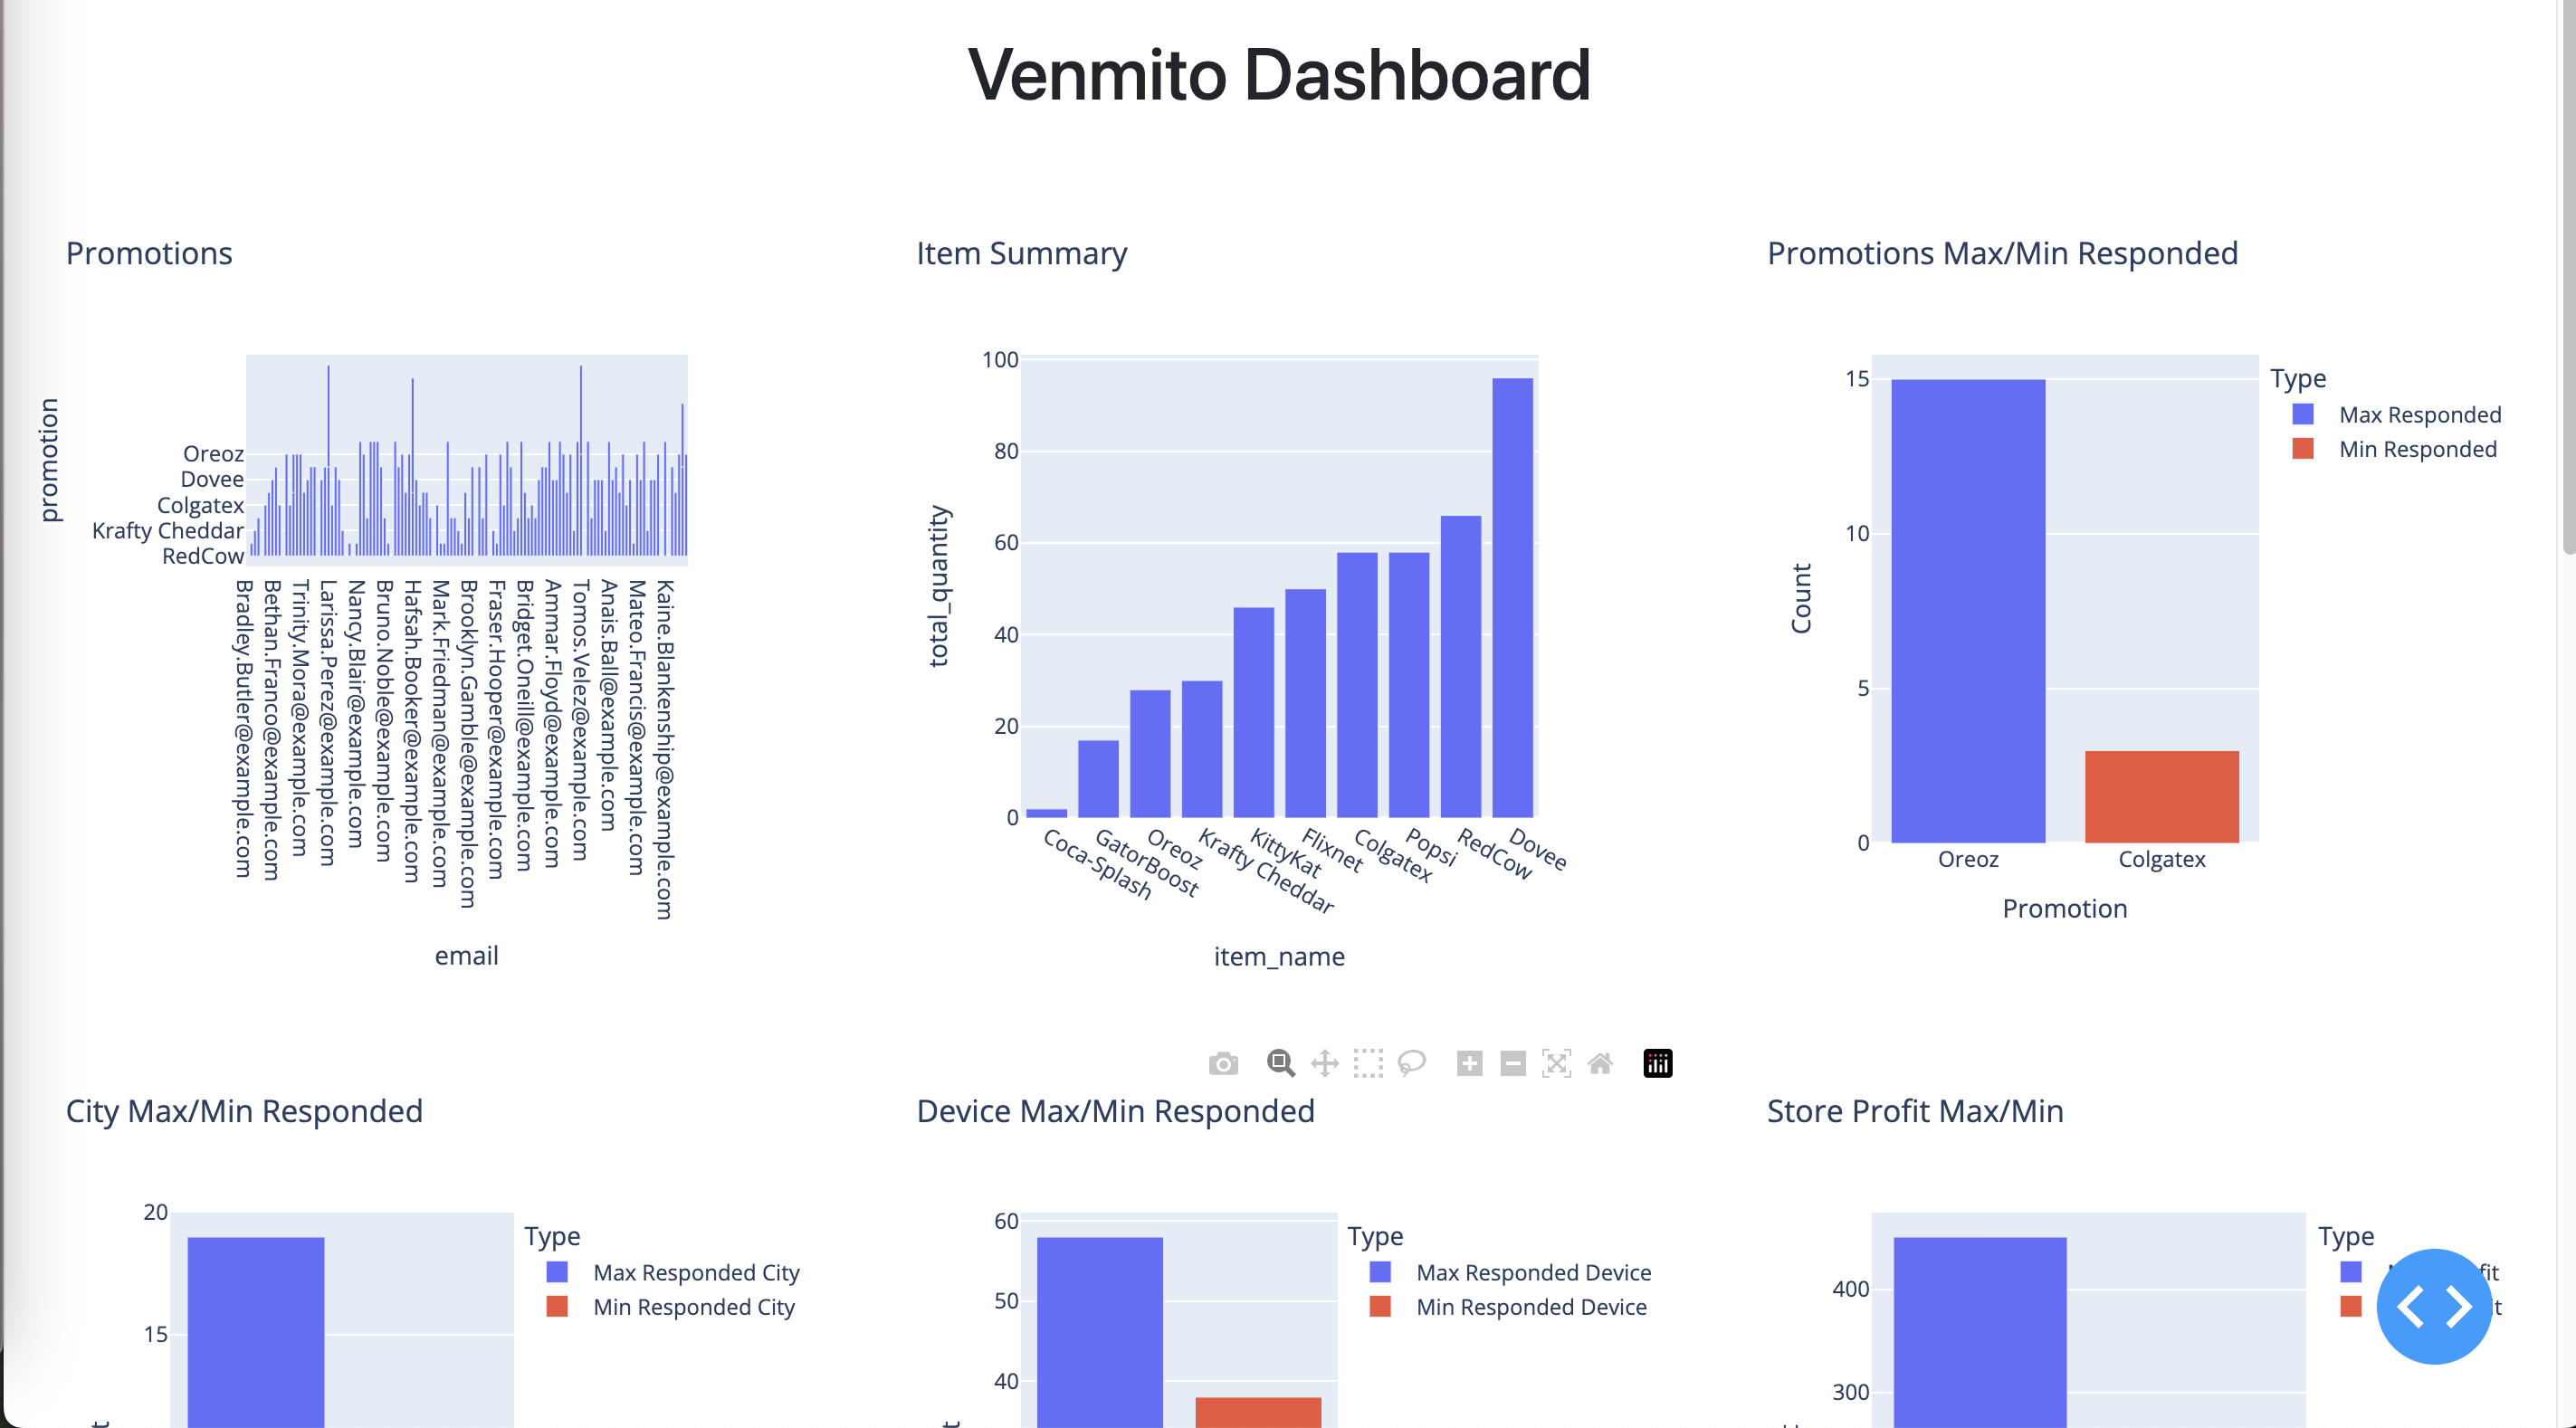 Venmito Dashboard
Promotions
promotion
Oreoz
Dovee
Colgatex
Krafty Cheddar
RedCow
Bradley.Butler@example.com
Bethan.Franco@example.com
Trinity.Mora@example.com
Larissa.Perez@example.com
Nancy.Blair@example.com
Bruno.Noble@example.com
Hafsah.Booker@example.com
Mark.Friedman@example.com
Brooklyn.Gamble@example.com
Fraser.Hooper@example.com
Bridget.Oneill@example.com
Ammar.Floyd@example.com
Tomos.Velez@example.com
Anais.Ball@example.com
Mateo.Francis@example.com
Kaine.Blankenship@example.com
email
Item Summary
total_quantity
100
80
60
40
20
0
Coca-Splash
GatorBoost
Oreoz
Krafty Cheddar
KittyKat
Flixnet
Colgatex
Popsi
RedCow
Dovee
item_name
Promotions Max/Min Responded
Count
15
10
5
0
Oreoz
Colgatex
Promotion
Type
Max Responded
Min Responded
City Max/Min Responded
20
15
Type
Max Responded City
Min Responded City
Device Max/Min Responded
60
50
40
Type
Max Responded Device
Min Responded Device
Store Profit Max/Min
400
300
Type